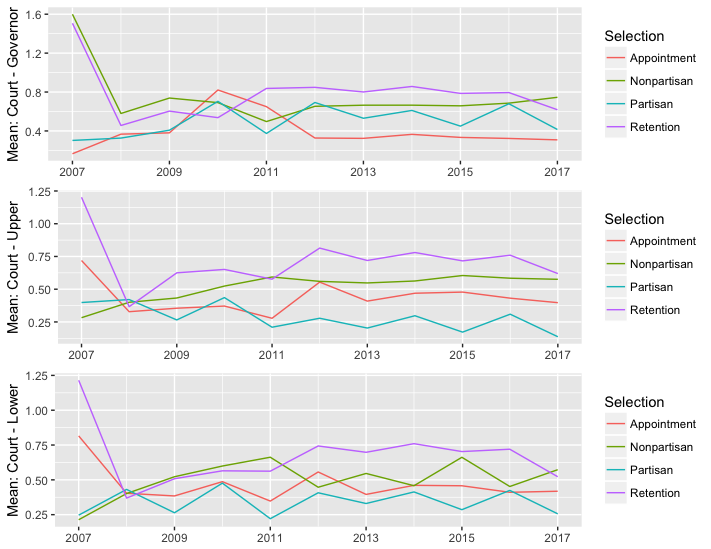 Mean: Court - Governor
1.6
1.2
0.8
0.4
2007 2009 2011 2013 2015 2017
Selection
Appointment
Nonpartisan
Partisan
Retention
Mean: Court - Upper
1.25
1.00
0.75
0.50
0.25
2007 2009 2011 2013 2015 2017
Selection
Appointment
Nonpartisan
Partisan
Retention
Mean: Court - Lower
1.25
1.00
0.75
0.50
0.25
2007 2009 2011 2013 2015 2017
Selection
Appointment
Nonpartisan
Partisan
Retention